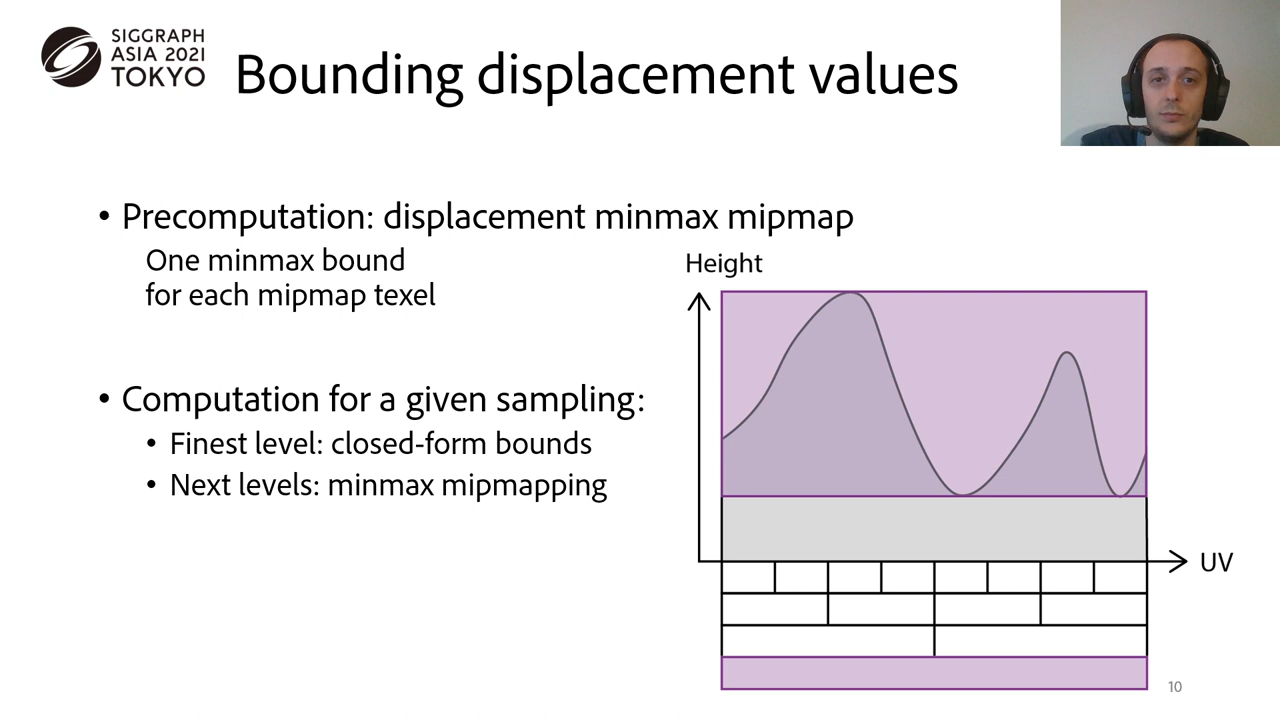 SIGGRAPH
ASIA 2021
TOKYO
Bounding displacement values
• Precomputation: displacement minmax mipmap
One minmax bound
for each mipmap texel
• Computation for a given sampling:
• Finest level: closed-form bounds
• Next levels: minmax mipmapping
Height
UV
10